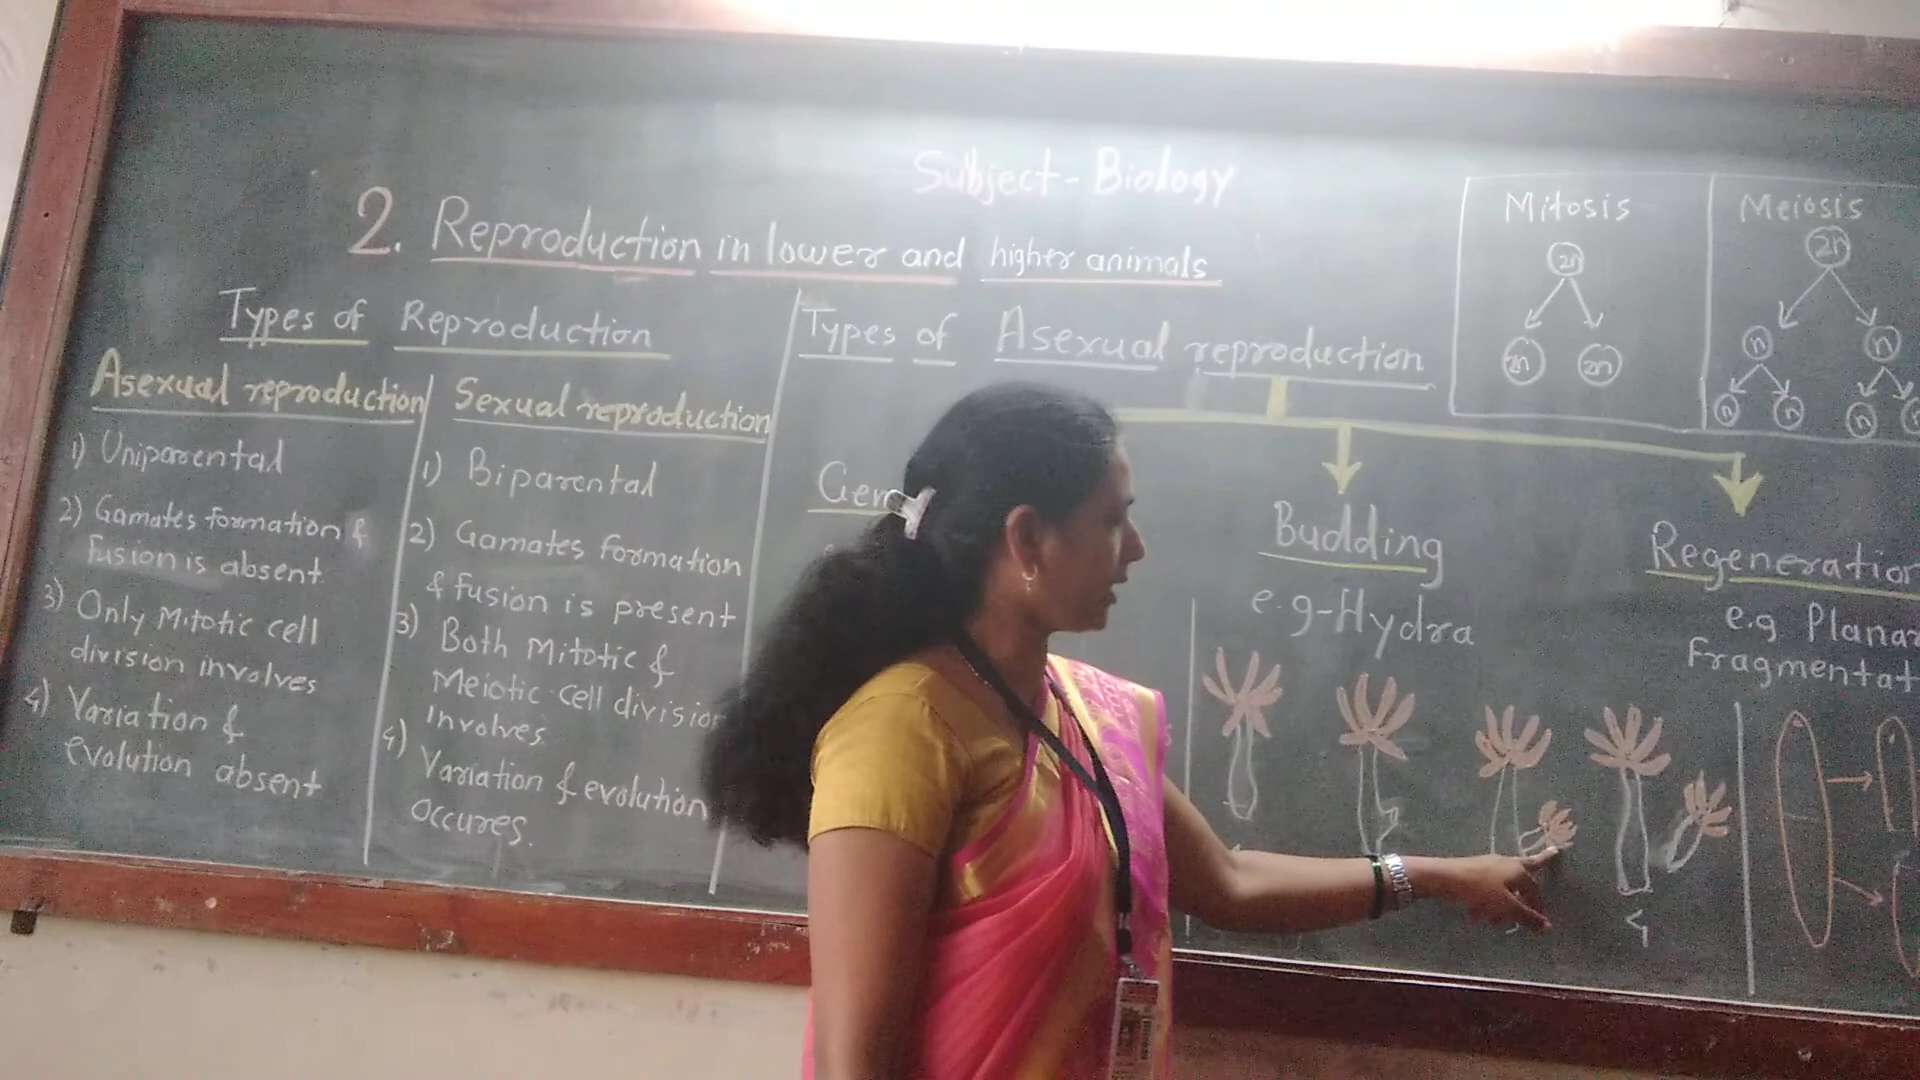 Subject - Biology
2. Reproduction in lower and higher animals
Types of Reproduction
Asexual reproduction
1) Uniparental
2) Gamates formation &
fusion is absent
3) Only Mitotic cell
division involves
4) Variation &
evolution absent
Sexual reproduction
1) Biparental
2) Gamates formation
& fusion is present
3) Both Mitotic &
Meiotic cell division
involves
4) Variation & evolution
occures.
Types of Asexual reproduction
Budding
e.g-Hydra
4
Regeneration
e.g
Mitosis
2n
2n 2n
Meiosis
2n
n n
n n n n